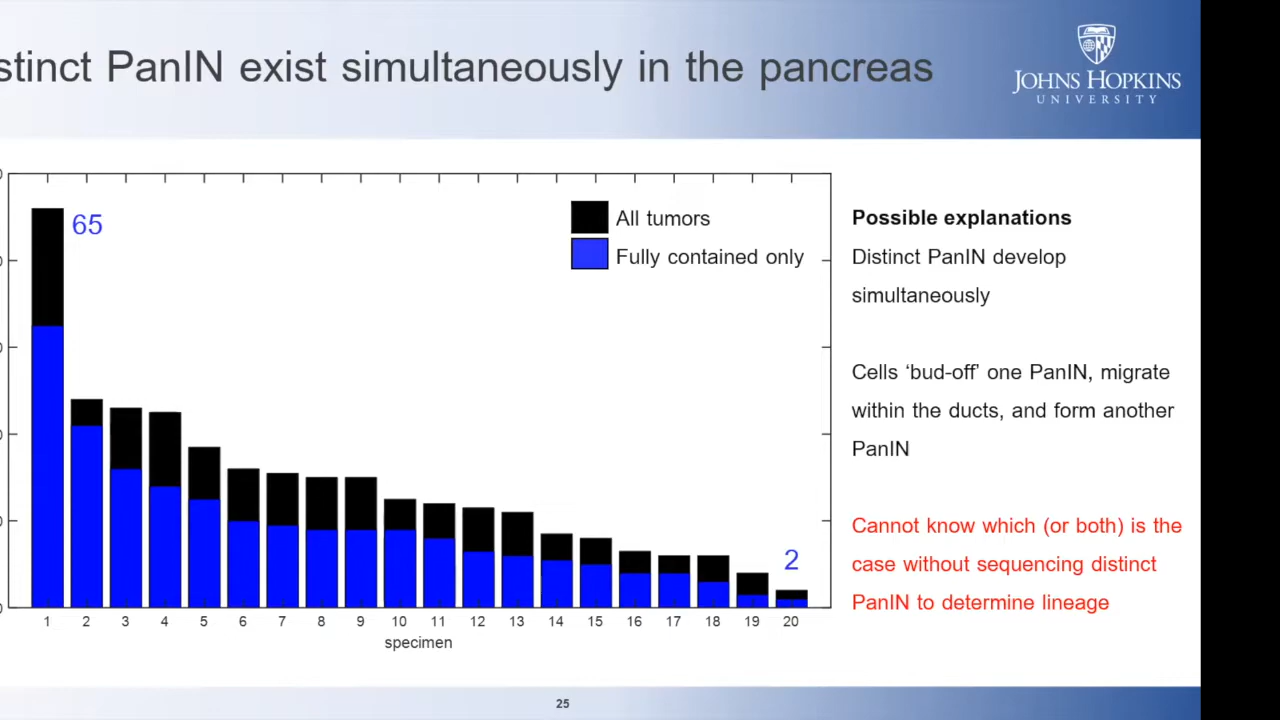 stinct PanIN exist simultaneously in the pancreas
JOHNS HOPKINS
UNIVERSITY
65
All tumors
Fully contained only
2
1 2 3 4 5 6 7 8 9 10 11 12 13 14 15 16 17 18 19 20
specimen
Possible explanations
Distinct PanIN develop
simultaneously
Cells ‘bud-off’ one PanIN, migrate
within the ducts, and form another
PanIN
Cannot know which (or both) is the
case without sequencing distinct
PanIN to determine lineage
25